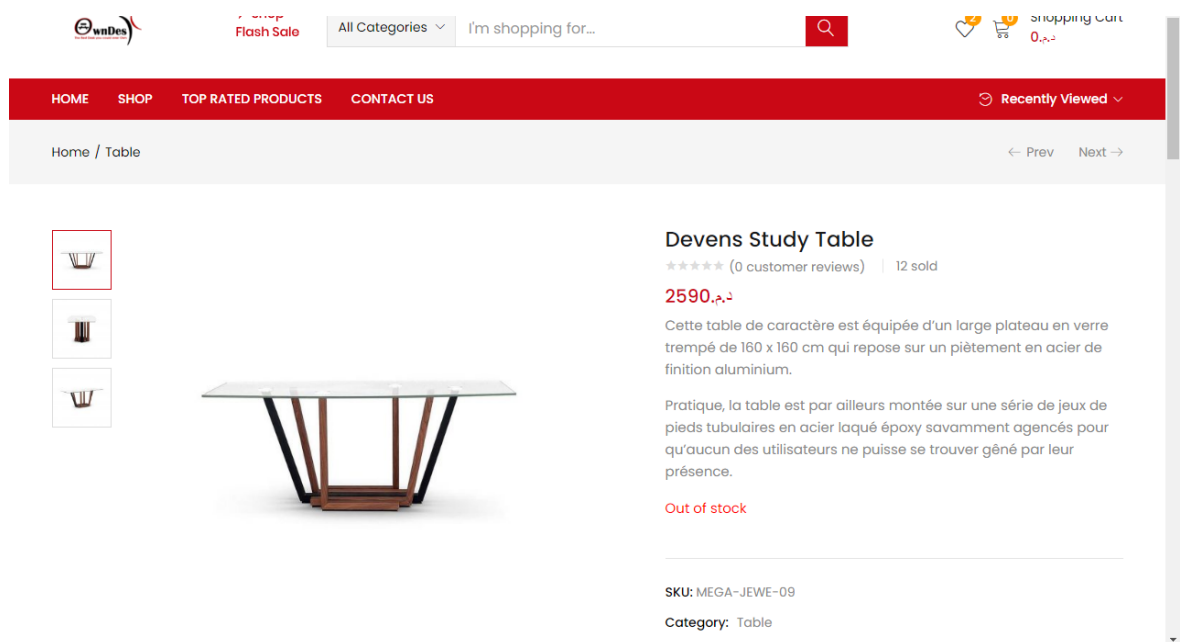 OwnDes
Flash Sale
All Categories
I'm shopping for...
2
0
Shopping Cart
0.د.م
HOME
SHOP
TOP RATED PRODUCTS
CONTACT US
Recently Viewed
Home / Table
← Prev
Next →
Devens Study Table
(0 customer reviews)
12 sold
2590.د.م
Cette table de caractère est équipée d'un large plateau en verre
trempé de 160 x 160 cm qui repose sur un piètement en acier de
finition aluminium.
Pratique, la table est par ailleurs montée sur une série de jeux de
pieds tubulaires en acier laqué époxy savamment agencés pour
qu'aucun des utilisateurs ne puisse se trouver gêné par leur
présence.
Out of stock
SKU: MEGA-JEWE-09
Category: Table